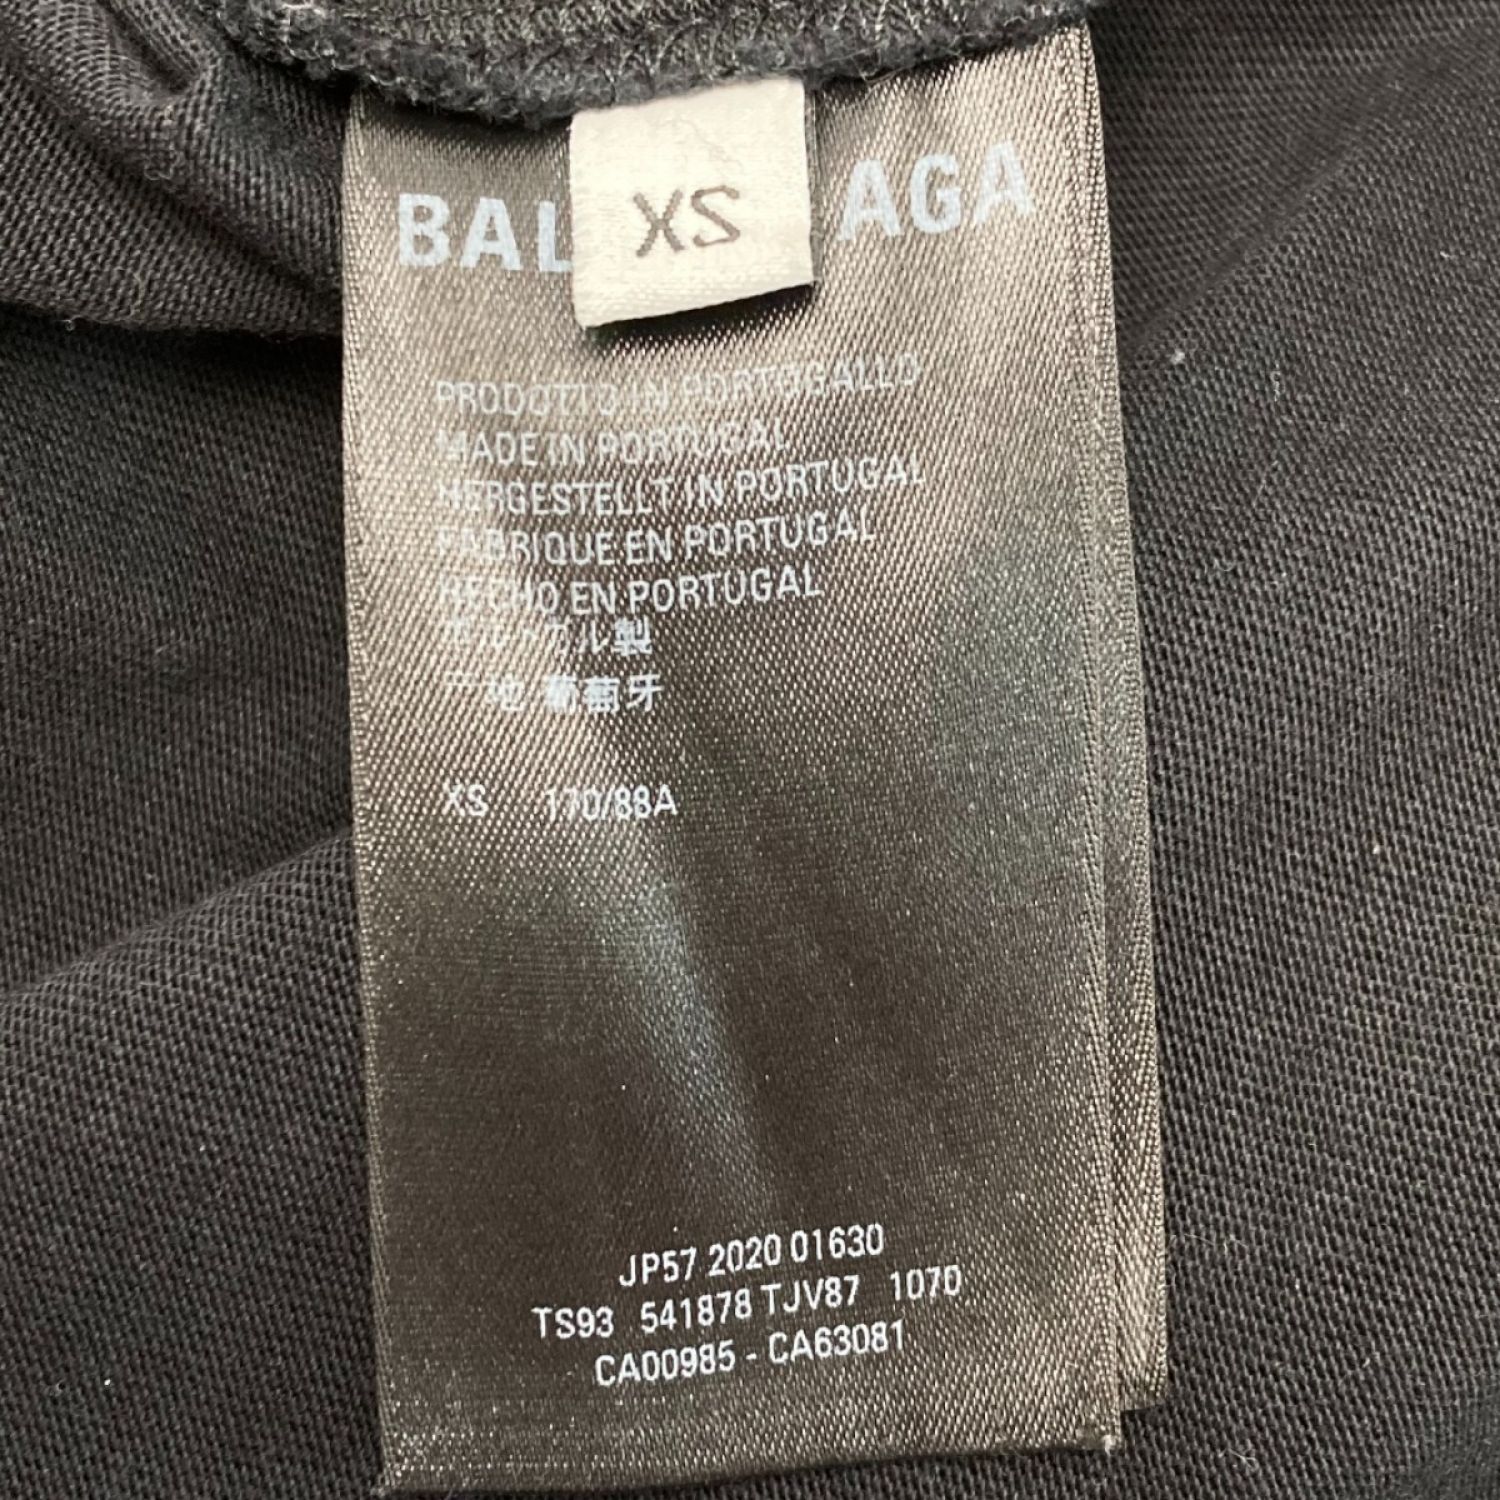 BAL AGA
XS
PRODOTTO IN PORTOGALLO
MADE IN PORTUGAL
HERGESTELLT IN PORTUGAL
FABRIQUE EN PORTUGAL
HECHO EN PORTUGAL
ポルトガル製
产地 葡萄牙
XS 170/88A
JP57 2020 01630
TS93 541878 TJV87 1070
CA00985 - CA63081